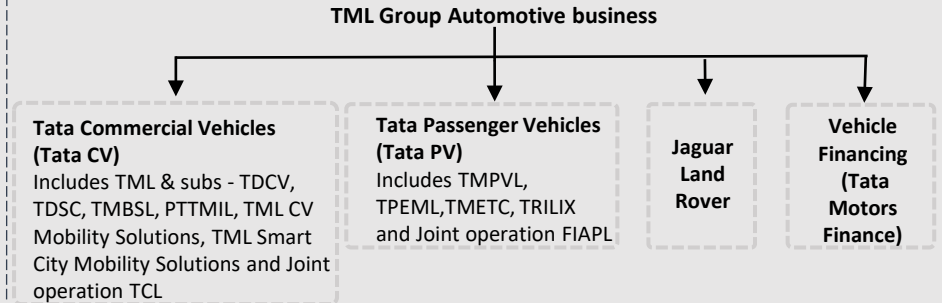 TML Group Automotive business
Tata Commercial Vehicles
(Tata CV)
Includes TML & subs - TDCV,
TDSC, TMBSL, PTTMIL, TML CV
Mobility Solutions, TML Smart
City Mobility Solutions and Joint
operation TCL
Tata Passenger Vehicles
(Tata PV)
Includes TMPVL,
TPEML,TMETC, TRILIX
and Joint operation FIAPL
Jaguar
Land
Rover
Vehicle
Financing
(Tata
Motors
Finance)